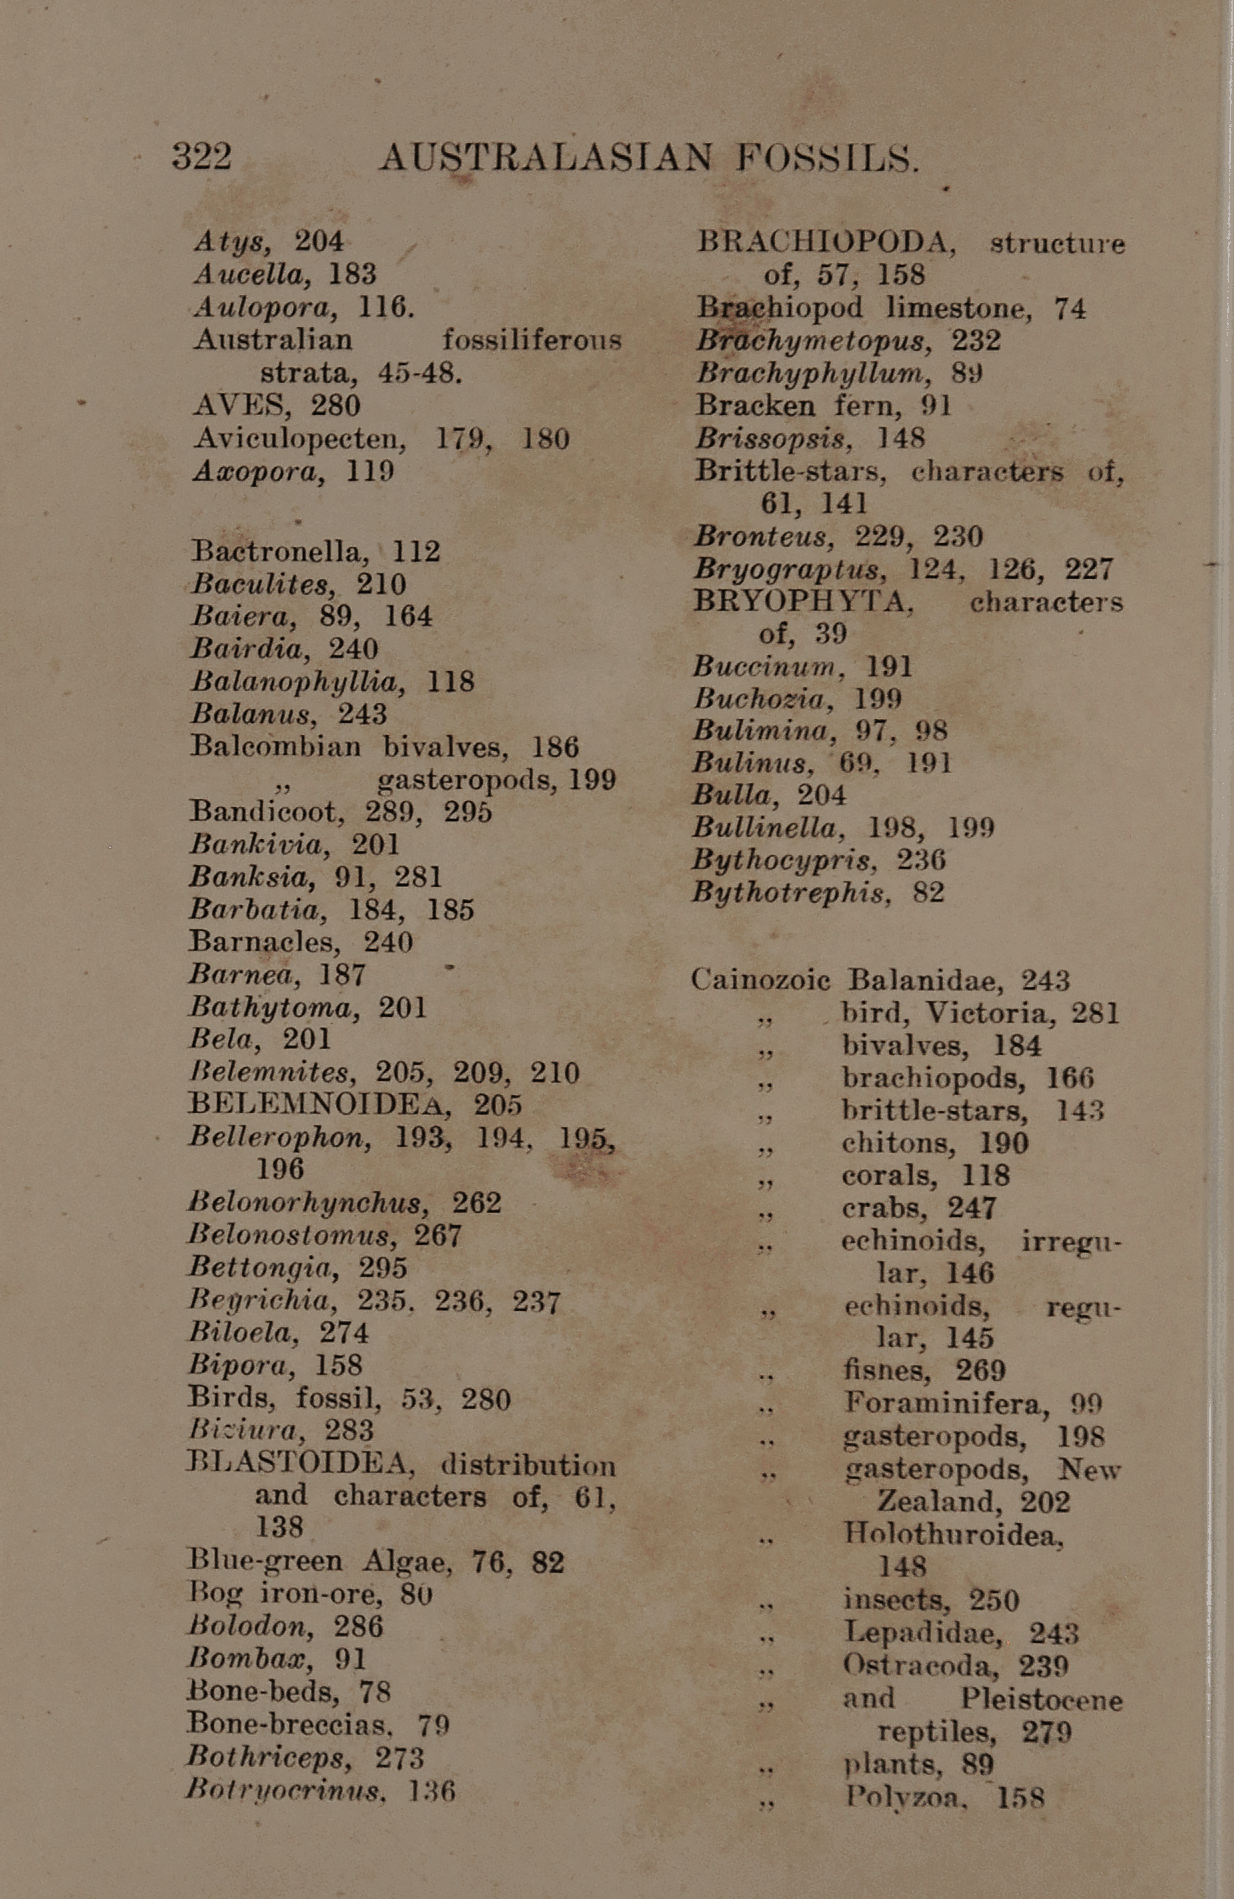 322 AUSTRALASIAN FOSSILS.
Atys, 204
Aucella, 183
Aulopora, 116.
Australian fossiliferous
strata, 45-48.
AVES, 280
Aviculopecten, 179, 180
Axopora, 119
Bactronella, 112
Baculites, 210
Baiera, 89, 164
Bairdia, 240
Balanophyllia, 118
Balanus, 243
Balcombian bivalves, 186
„ gasteropods, 199
Bandicoot, 289, 295
Bankivia, 201
Banksia, 91, 281
Barbatia, 184, 185
Barnacles, 240
Barnea, 187
Bathytoma, 201
Bela, 201
Belemnites, 205, 209, 210
BELEMNOIDEA, 205
Bellerophon, 193, 194, 195,
196
Belonorhynchus, 262
Belonostomus, 267
Bettongia, 295
Beyrichia, 235, 236, 237
Biloela, 274
Bipora, 158
Birds, fossil, 53, 280
Biziura, 283
BLASTOIDEA, distribution
and characters of, 61,
138
Blue-green Algae, 76, 82
Bog iron-ore, 80
Bolodon, 286
Bombax, 91
Bone-beds, 78
Bone-breccias, 79
Bothriceps, 273
Botryocrinus, 136
BRACHIOPODA, structure
of, 57, 158
Brachiopod limestone, 74
Brachymetopus, 232
Brachyphyllum, 89
Bracken fern, 91
Brissopsis, 148
Brittle-stars, characters of,
61, 141
Bronteus, 229, 230
Bryograptus, 124, 126, 227
BRYOPHYTA, characters
of, 39
Buccinum, 191
Buchozia, 199
Bulimina, 97, 98
Bulinus, 69, 191
Bulla, 204
Bullinella, 198, 199
Bythocypris, 236
Bythotrephis, 82
Cainozoic Balanidae, 243
„ bird, Victoria, 281
„ bivalves, 184
„ brachiopods, 166
„ brittle-stars, 143
„ chitons, 190
„ corals, 118
„ crabs, 247
„ echinoids, irregu-
lar, 146
„ echinoids, regu-
lar, 145
„ fishes, 269
„ Foraminifera, 99
„ gasteropods, 198
„ gasteropods, New
Zealand, 202
„ Holothuroidea,
148
„ insects, 250
„ Lepadidae, 243
„ Ostracoda, 239
„ and Pleistocene
reptiles, 279
„ plants, 89
„ Polyzoa, 158